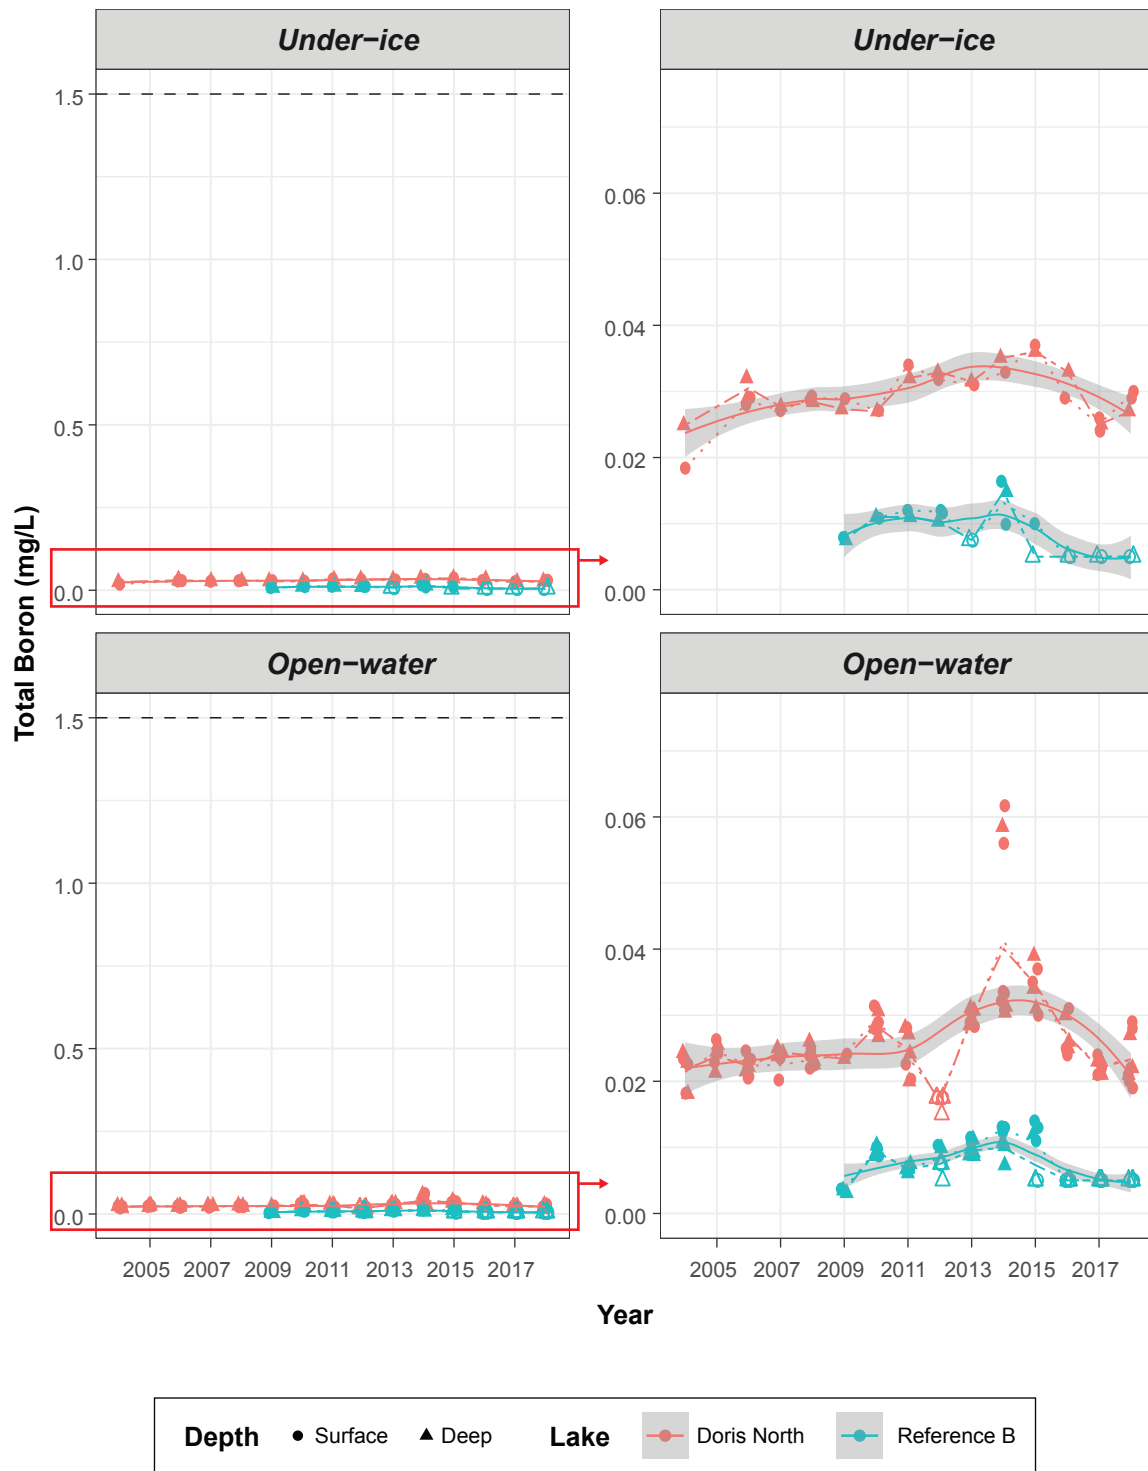 Under−ice
Under−ice
1.5
1.0
0.5
0.0
0.06
0.04
0.02
0.00
Total Boron (mg/L)
Open−water
Open−water
1.5
1.0
0.5
0.0
0.06
0.04
0.02
0.00
2005 2007 2009 2011 2013 2015 2017
2005 2007 2009 2011 2013 2015 2017
Year
Depth Surface Deep Lake Doris North Reference B